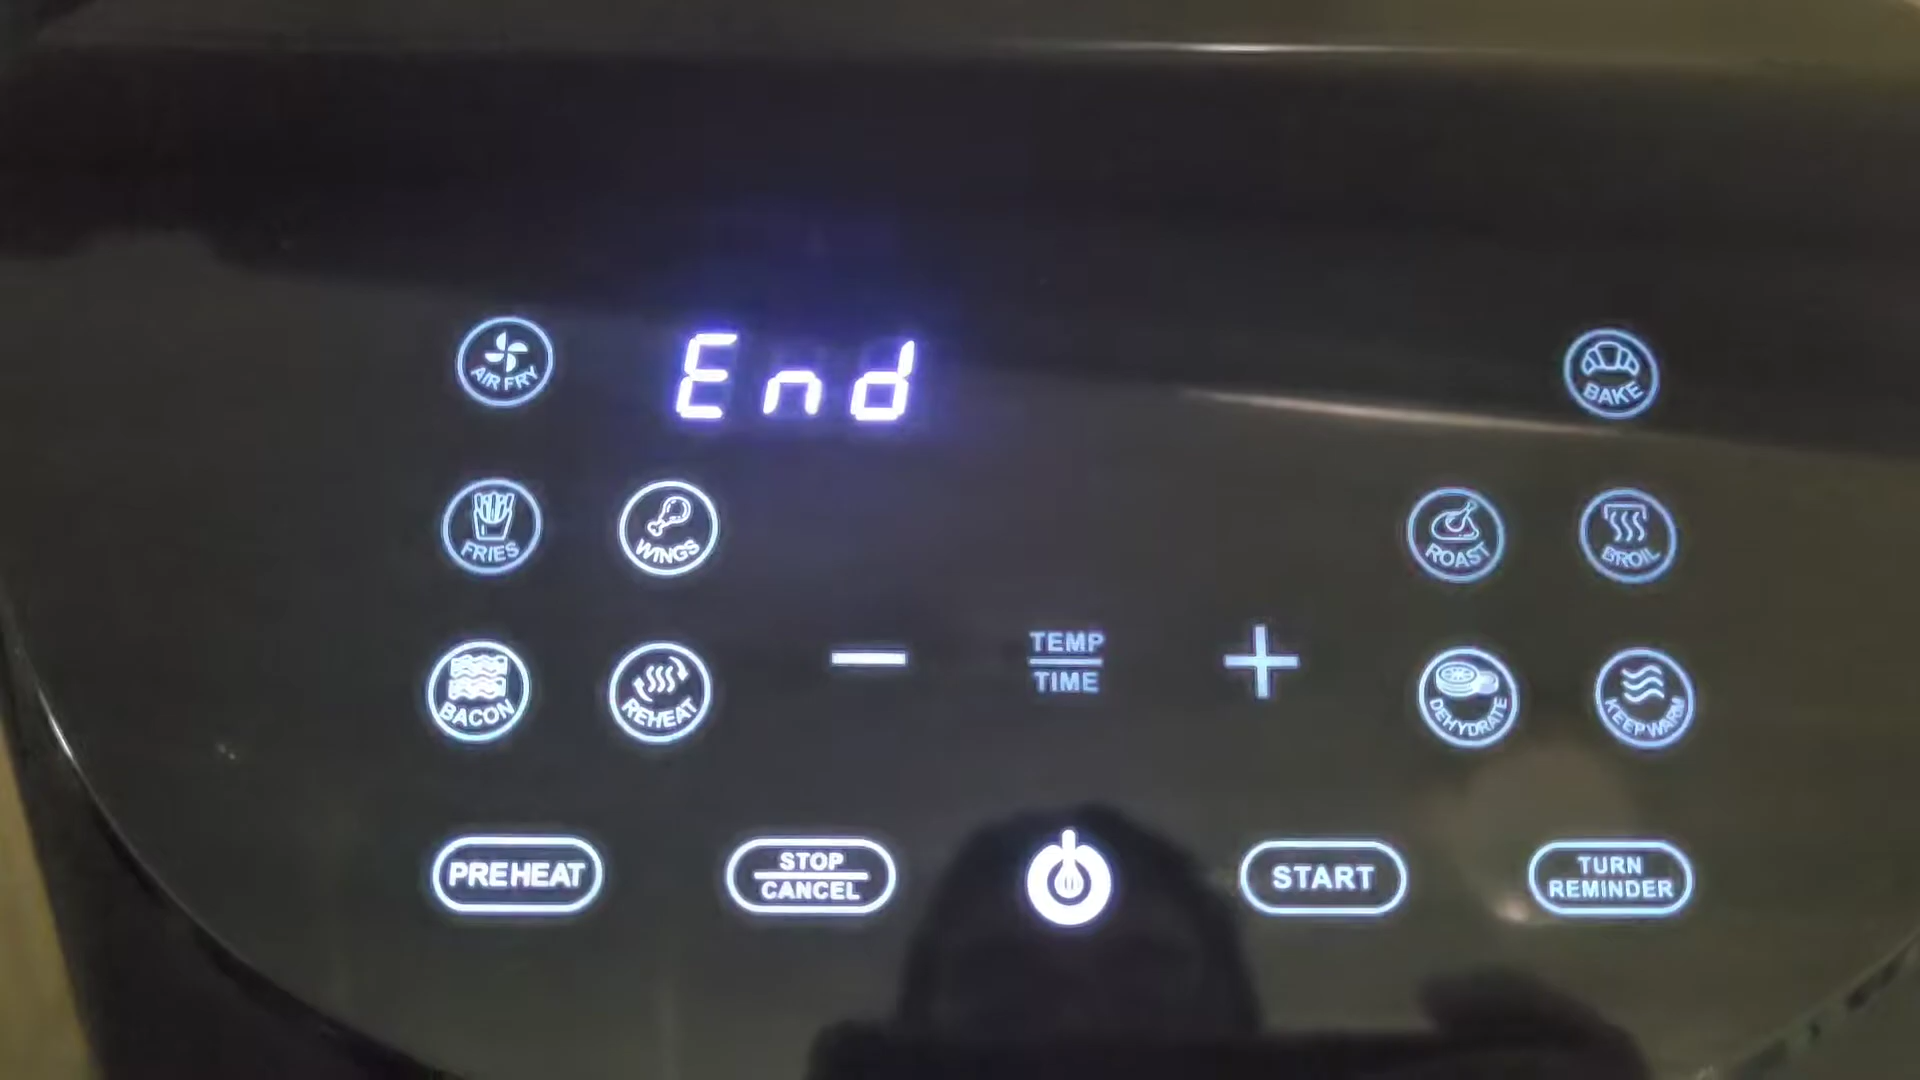 AIR FRY
End
BAKE
FRIES
WINGS
ROAST
BROIL
BACON
REHEAT
TEMP
TIME
DEHYDRATE
KEEP WARM
PREHEAT
STOP
CANCEL
START
TURN
REMINDER